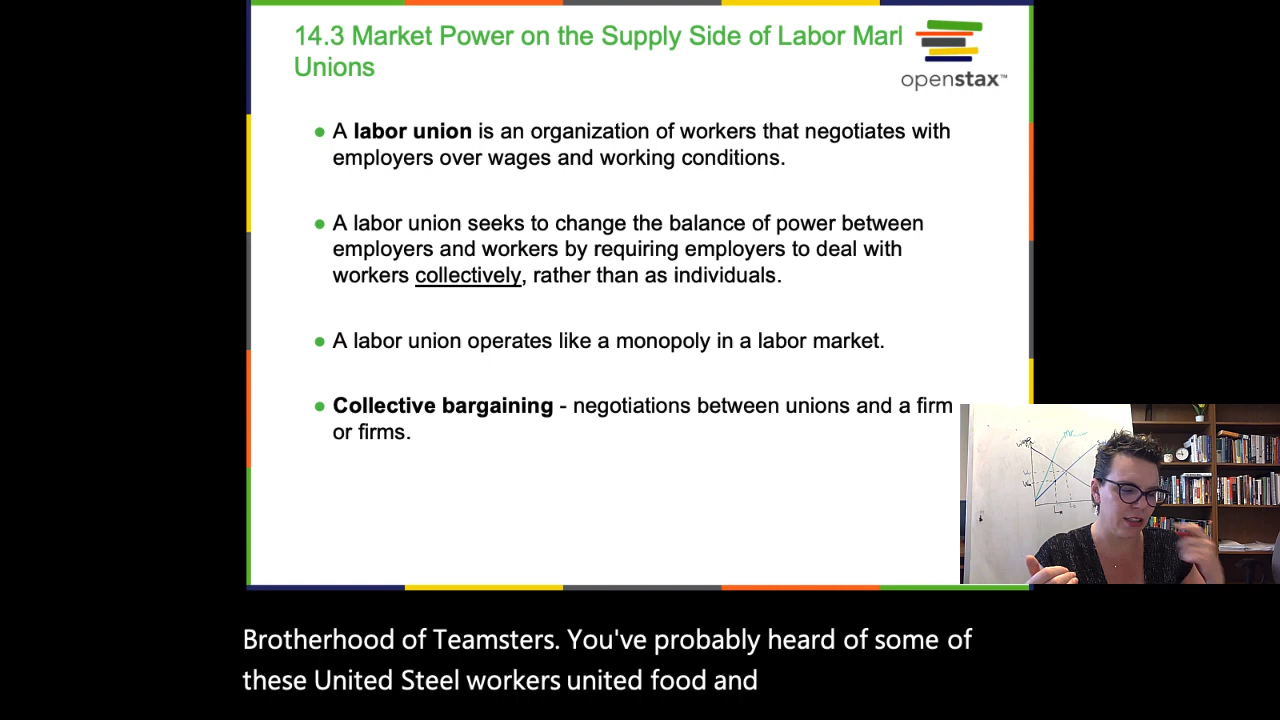 14.3 Market Power on the Supply Side of Labor Marl
Unions
openstax™
A labor union is an organization of workers that negotiates with
employers over wages and working conditions.
A labor union seeks to change the balance of power between
employers and workers by requiring employers to deal with
workers collectively, rather than as individuals.
A labor union operates like a monopoly in a labor market.
Collective bargaining - negotiations between unions and a firm
or firms.
Brotherhood of Teamsters. You've probably heard of some of
these United Steel workers united food and